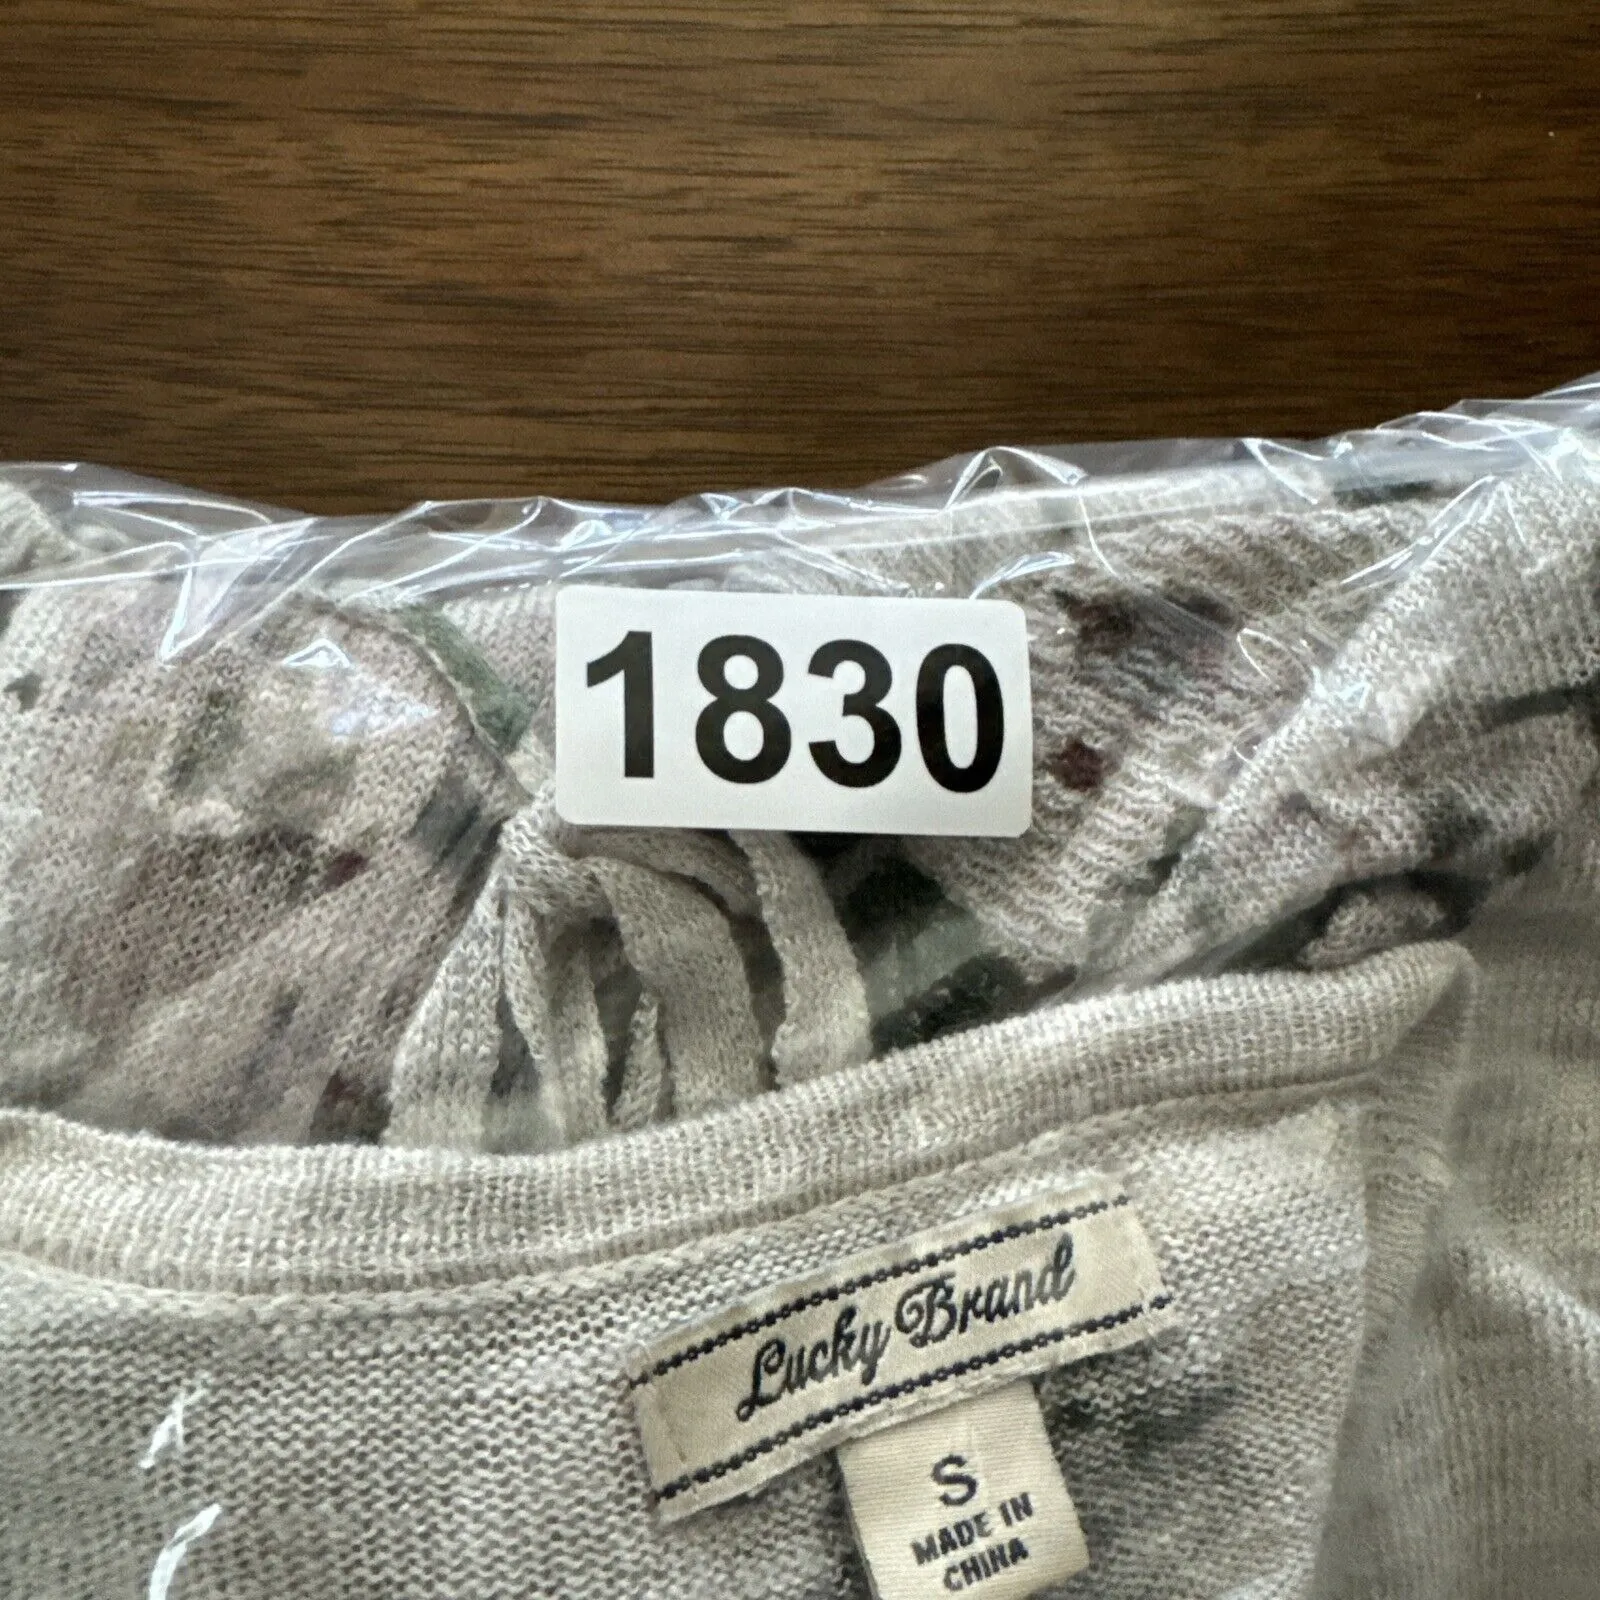 1830
Lucky Brand
S
MADE IN
CHINA